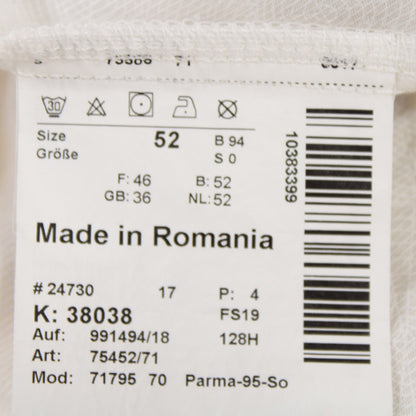 30
Size 52 B 94
Größe S 0
F: 46 B: 52
GB: 36 NL: 52
10383399
Made in Romania
# 24730 17 P: 4
K: 38038 FS19
Auf: 991494/18 128H
Art: 75452/71
Mod: 71795 70 Parma-95-So